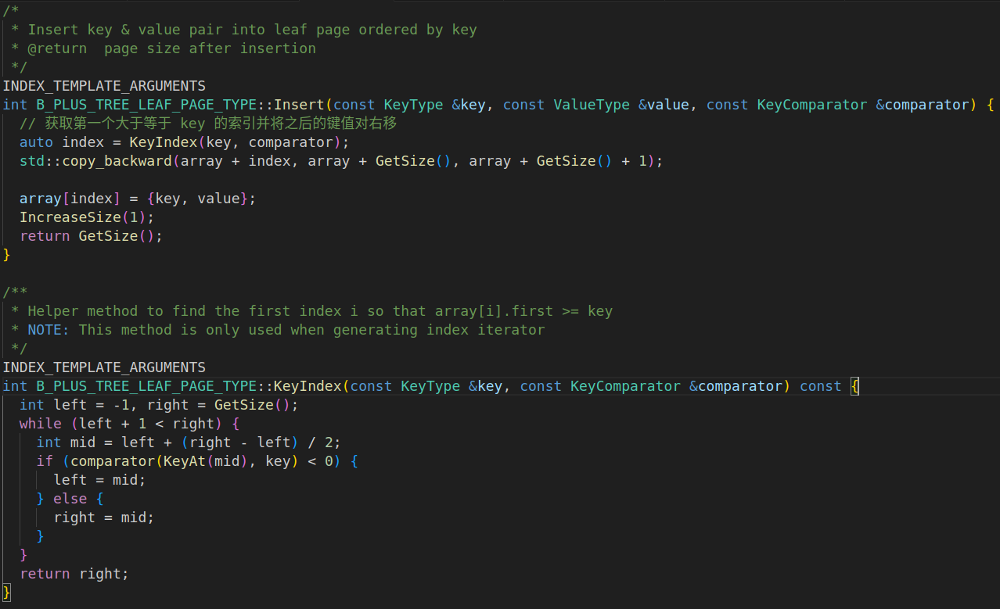 /*
 * Insert key & value pair into leaf page ordered by key
 * @return  page size after insertion
 */
INDEX_TEMPLATE_ARGUMENTS
int B_PLUS_TREE_LEAF_PAGE_TYPE::Insert(const KeyType &key, const ValueType &value, const KeyComparator &comparator) {
  // 获取第一个大于等于 key 的索引并将之后的键值对右移
  auto index = KeyIndex(key, comparator);
  std::copy_backward(array + index, array + GetSize(), array + GetSize() + 1);

  array[index] = {key, value};
  IncreaseSize(1);
  return GetSize();
}

/**
 * Helper method to find the first index i so that array[i].first >= key
 * NOTE: This method is only used when generating index iterator
 */
INDEX_TEMPLATE_ARGUMENTS
int B_PLUS_TREE_LEAF_PAGE_TYPE::KeyIndex(const KeyType &key, const KeyComparator &comparator) const {
  int left = -1, right = GetSize();
  while (left + 1 < right) {
    int mid = left + (right - left) / 2;
    if (comparator(KeyAt(mid), key) < 0) {
      left = mid;
    } else {
      right = mid;
    }
  }
  return right;
}